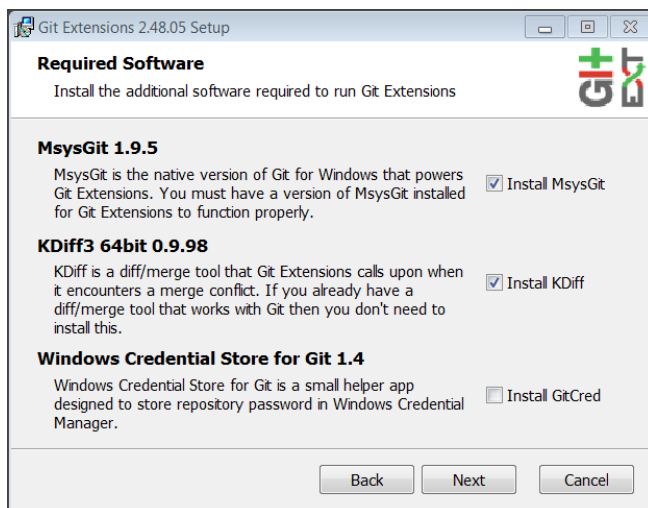 Git Extensions 2.48.05 Setup
Required Software
Install the additional software required to run Git Extensions
Git
EXT
MsysGit 1.9.5
MsysGit is the native version of Git for Windows that powers
Git Extensions. You must have a version of MsysGit installed
for Git Extensions to function properly.
Install MsysGit
KDiff3 64bit 0.9.98
KDiff is a diff/merge tool that Git Extensions calls upon when
it encounters a merge conflict. If you already have a
diff/merge tool that works with Git then you don't need to
install this.
Install KDiff
Windows Credential Store for Git 1.4
Windows Credential Store for Git is a small helper app
designed to store repository password in Windows Credential
Manager.
Install GitCred
Back
Next
Cancel